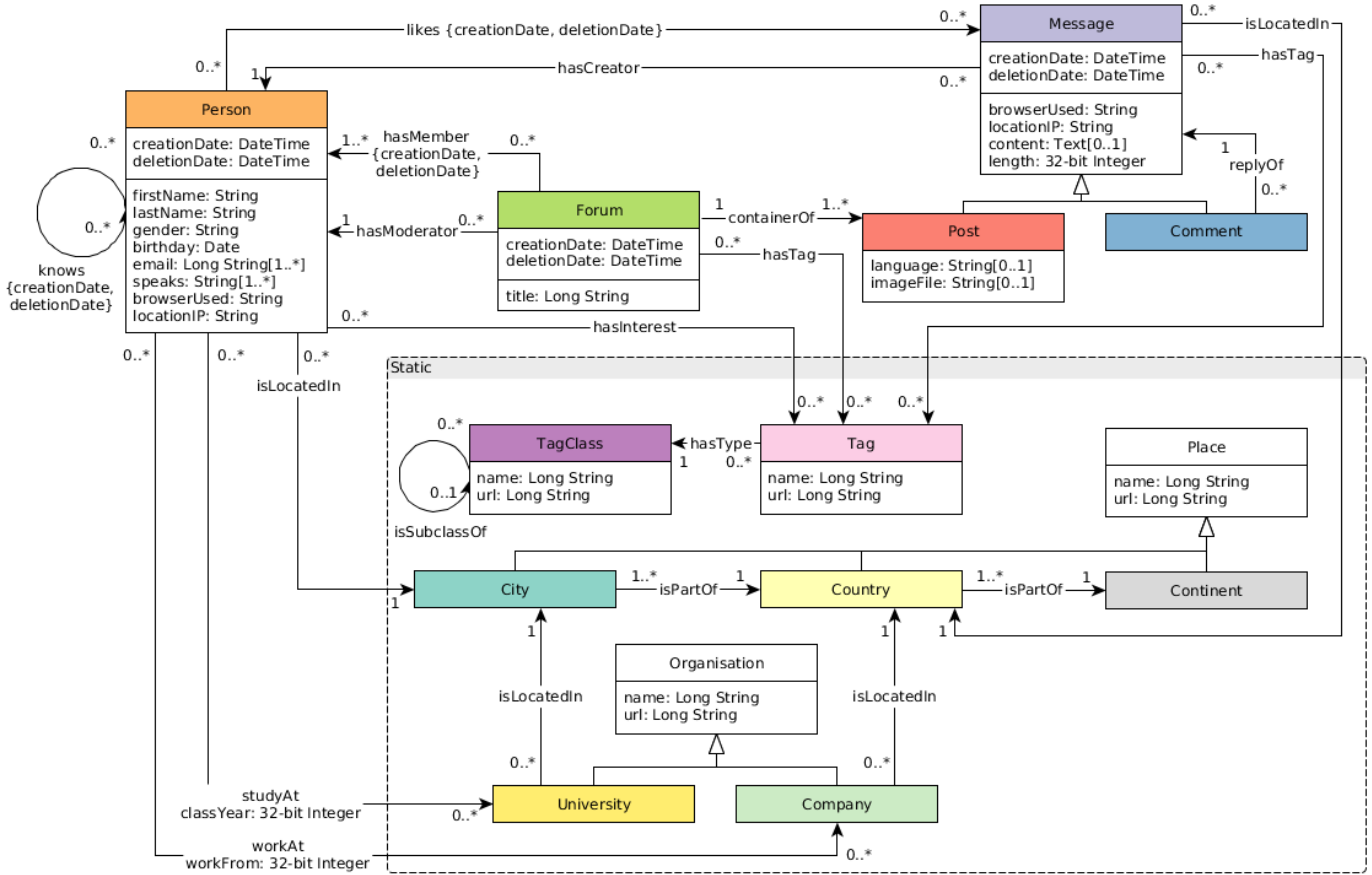 0..*
Message
0..*
isLocatedIn
likes {creationDate, deletionDate}
creationDate: DateTime
deletionDate: DateTime
hasTag
0..*
1
hasCreator
0..*
0..*
Person
browserUsed: String
locationIP: String
content: Text[0..1]
length: 32-bit Integer
0..*
creationDate: DateTime
deletionDate: DateTime
1..*
hasMember
{creationDate,
deletionDate}
0..*
1
replyOf
0..*
firstName: String
lastName: String
gender: String
birthday: Date
email: Long String[1..*]
speaks: String[1..*]
browserUsed: String
locationIP: String
0..*
knows
{creationDate,
deletionDate}
1
hasModerator
0..*
Forum
creationDate: DateTime
deletionDate: DateTime
title: Long String
1
containerOf
1..*
0..*
hasTag
Post
language: String[0..1]
imageFile: String[0..1]
Comment
0..*
hasInterest
0..*
0..*
0..*
isLocatedIn
Static
0..*
0..*
0..*
0..*
TagClass
name: Long String
url: Long String
0..1
isSubclassOf
hasType
1
0..*
Tag
name: Long String
url: Long String
Place
name: Long String
url: Long String
1
City
1..*
isPartOf
1
Country
1..*
isPartOf
1
Continent
1
1
1
Organisation
name: Long String
url: Long String
isLocatedIn
isLocatedIn
0..*
0..*
University
Company
studyAt
classYear: 32-bit Integer
0..*
workAt
workFrom: 32-bit Integer
0..*